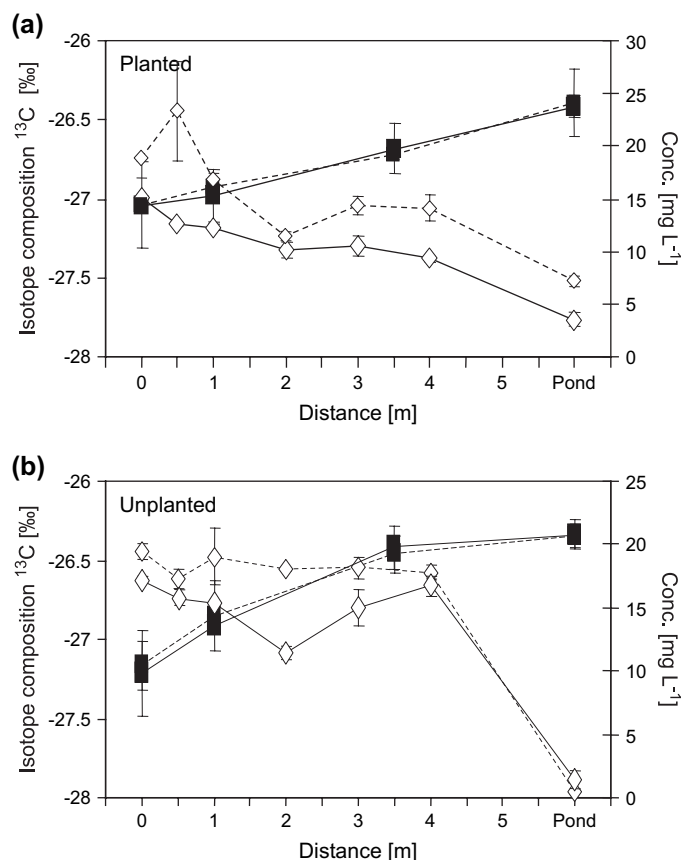 (a)
Planted
Isotope composition ¹³C [‰]
-26
-26.5
-27
-27.5
-28
30
25
20
15
10
5
0
Conc. [mg L⁻¹]
0 1 2 3 4 5 Pond
Distance [m]
(b)
Unplanted
Isotope composition ¹³C [‰]
-26
-26.5
-27
-27.5
-28
25
20
15
10
5
0
Conc. [mg L⁻¹]
0 1 2 3 4 5 Pond
Distance [m]